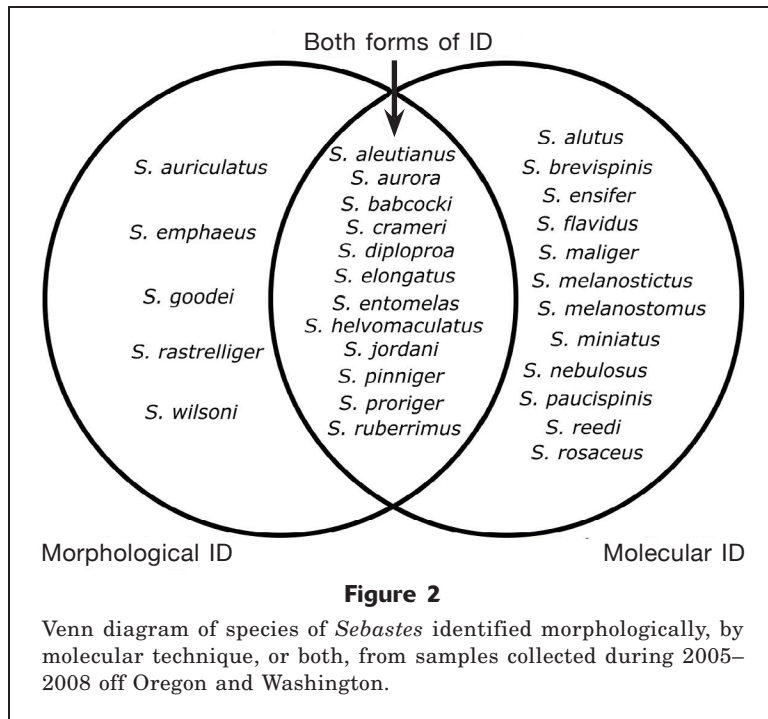 Both forms of ID
S. auriculatus
S. emphaeus
S. goodei
S. rastrelliger
S. wilsoni
S. aleutianus
S. aurora
S. babcocki
S. crameri
S. diploproa
S. elongatus
S. entomelas
S. helvomaculatus
S. jordani
S. pinniger
S. proriger
S. ruberrimus
S. alutus
S. brevispinis
S. ensifer
S. flavidus
S. maliger
S. melanostictus
S. melanostomus
S. miniatus
S. nebulosus
S. paucispinis
S. reedi
S. rosaceus
Morphological ID
Molecular ID
Figure 2
Venn diagram of species of Sebastes identified morphologically, by
molecular technique, or both, from samples collected during 2005–
2008 off Oregon and Washington.